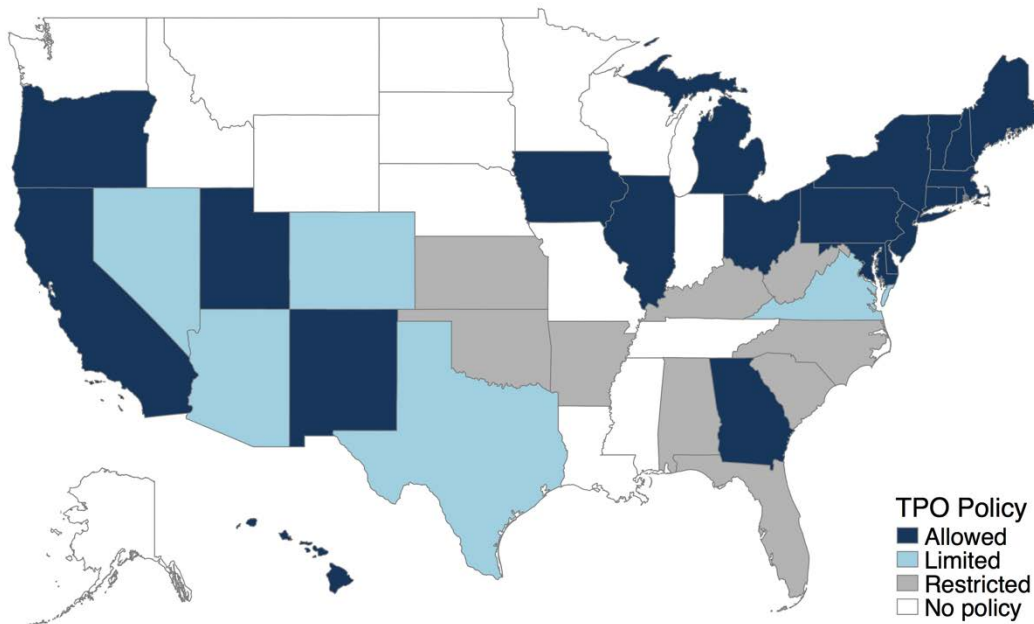 TPO Policy
Allowed
Limited
Restricted
No policy